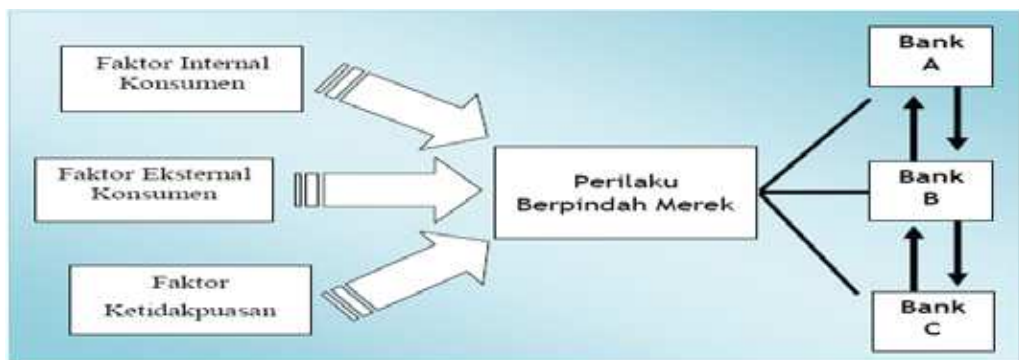 Faktor Internal
Konsumen
Faktor Eksternal
Konsumen
Faktor
Ketidakpuasan
Perilaku
Berpindah Merek
Bank
A
Bank
B
Bank
C